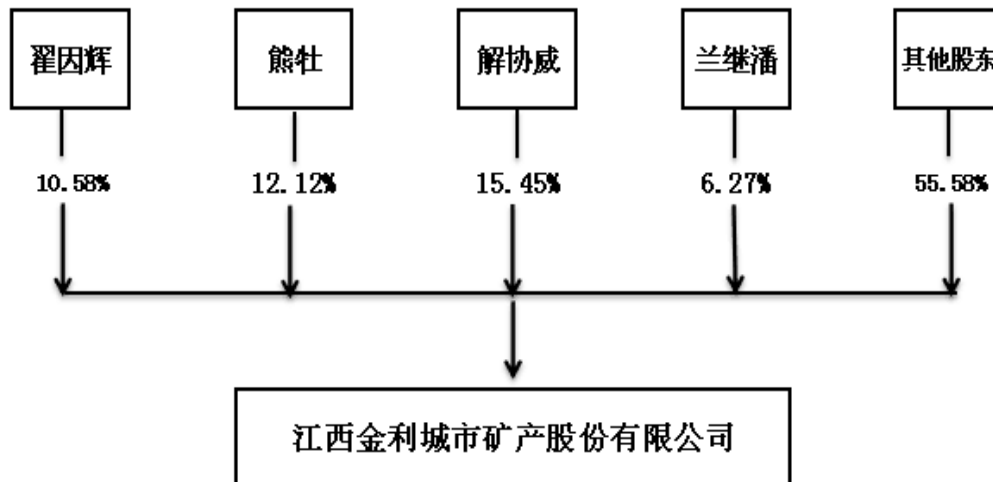 翟因辉
熊牡
解协威
兰继潘
其他股东
10.58%
12.12%
15.45%
6.27%
55.58%
江西金利城市矿产股份有限公司